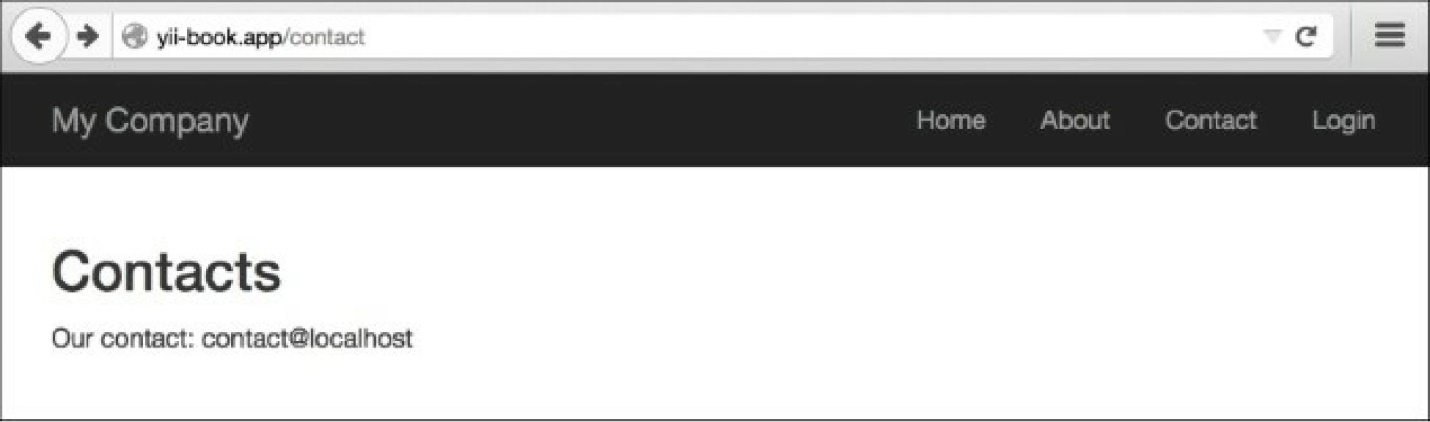 yii-book.app/contact
My Company Home About Contact Login
Contacts
Our contact: contact@localhost